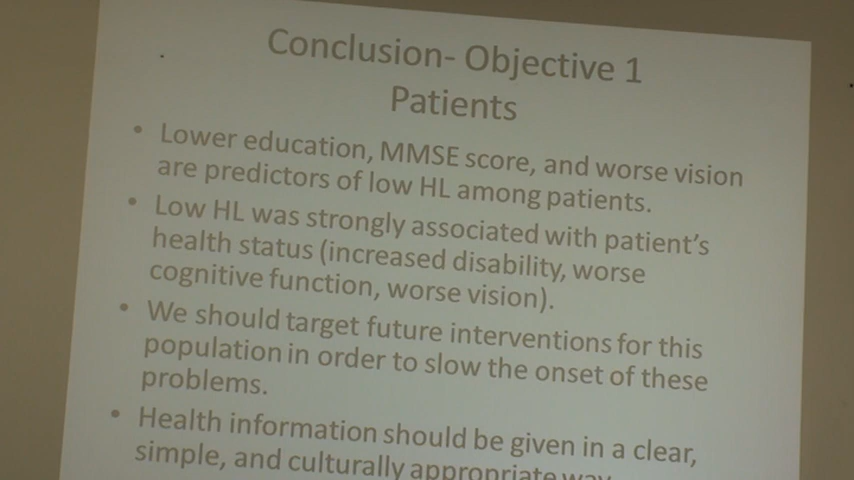 Conclusion- Objective 1
Patients
• Lower education, MMSE score, and worse vision
are predictors of low HL among patients.
• Low HL was strongly associated with patient's
health status (increased disability, worse
cognitive function, worse vision).
• We should target future interventions for this
population in order to slow the onset of these
problems.
• Health information should be given in a clear,
simple, and culturally appropriate way